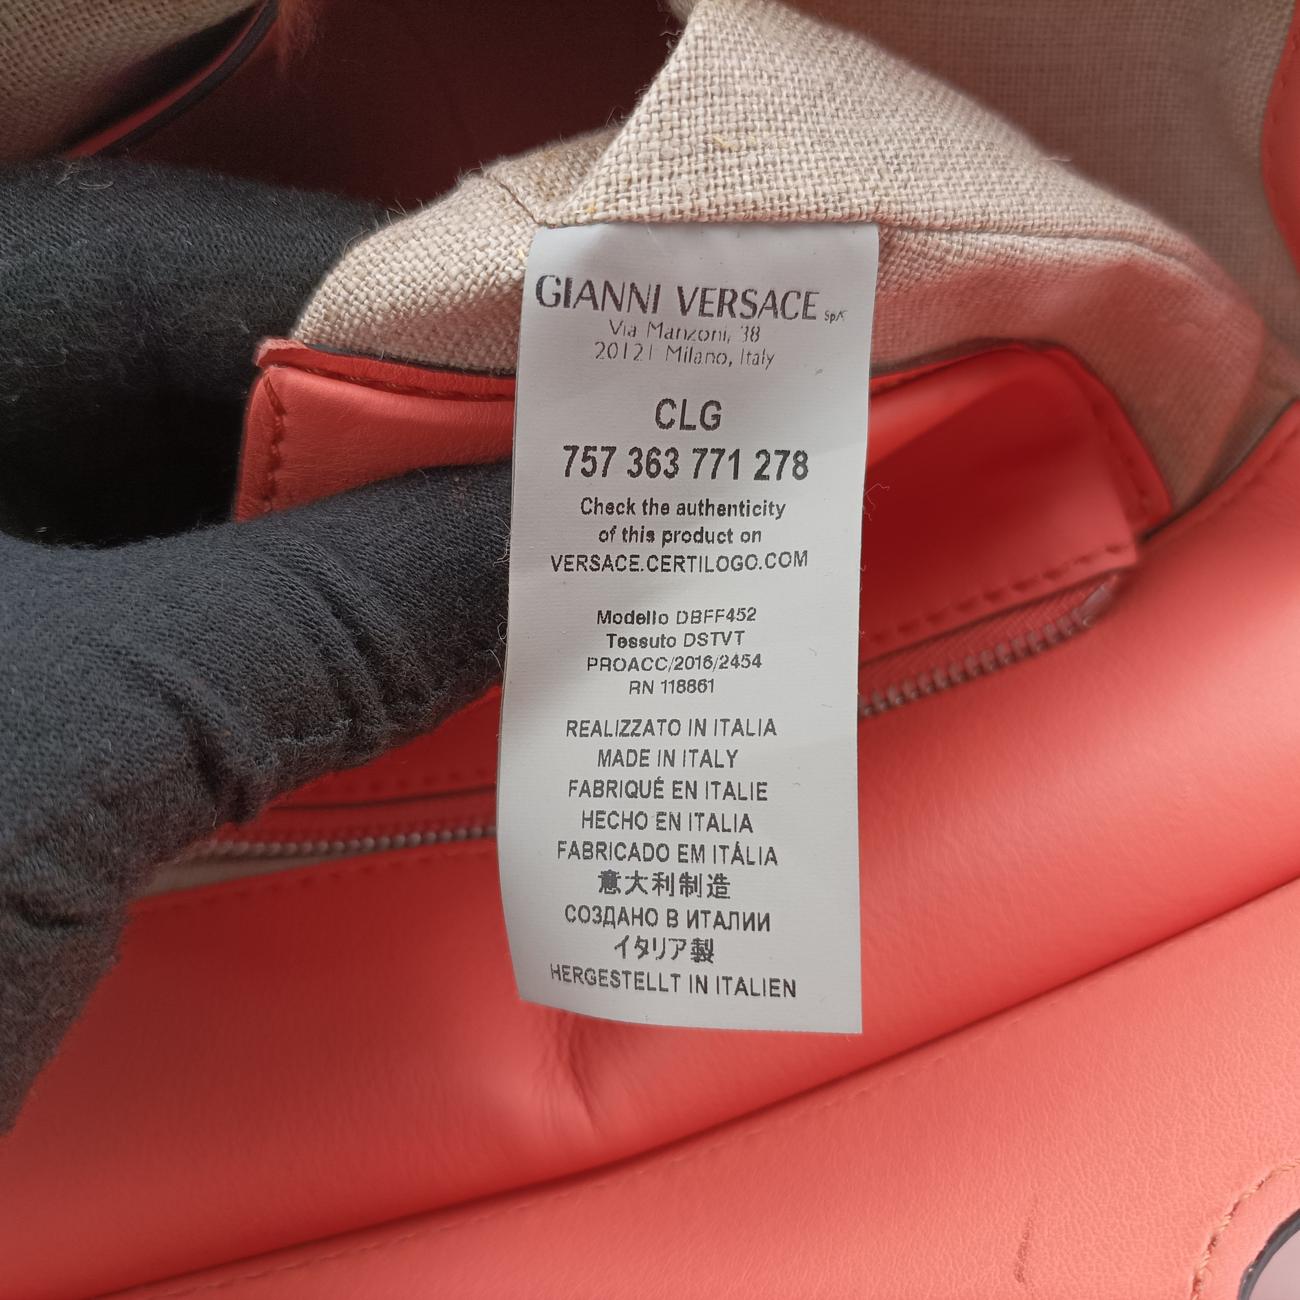 GIANNI VERSACE SpA
Via Manzoni, 38
20121 Milano, Italy
CLG
757 363 771 278
Check the authenticity
of this product on
VERSACE.CERTILOGO.COM
Modello DBFF452
Tessuto DSTVT
PROACC/2016/2454
RN 118861
REALIZZATO IN ITALIA
MADE IN ITALY
FABRIQUÉ EN ITALIE
HECHO EN ITALIA
FABRICADO EM ITÁLIA
意大利制造
СОЗДАНО В ИТАЛИИ
イタリア製
HERGESTELLT IN ITALIEN